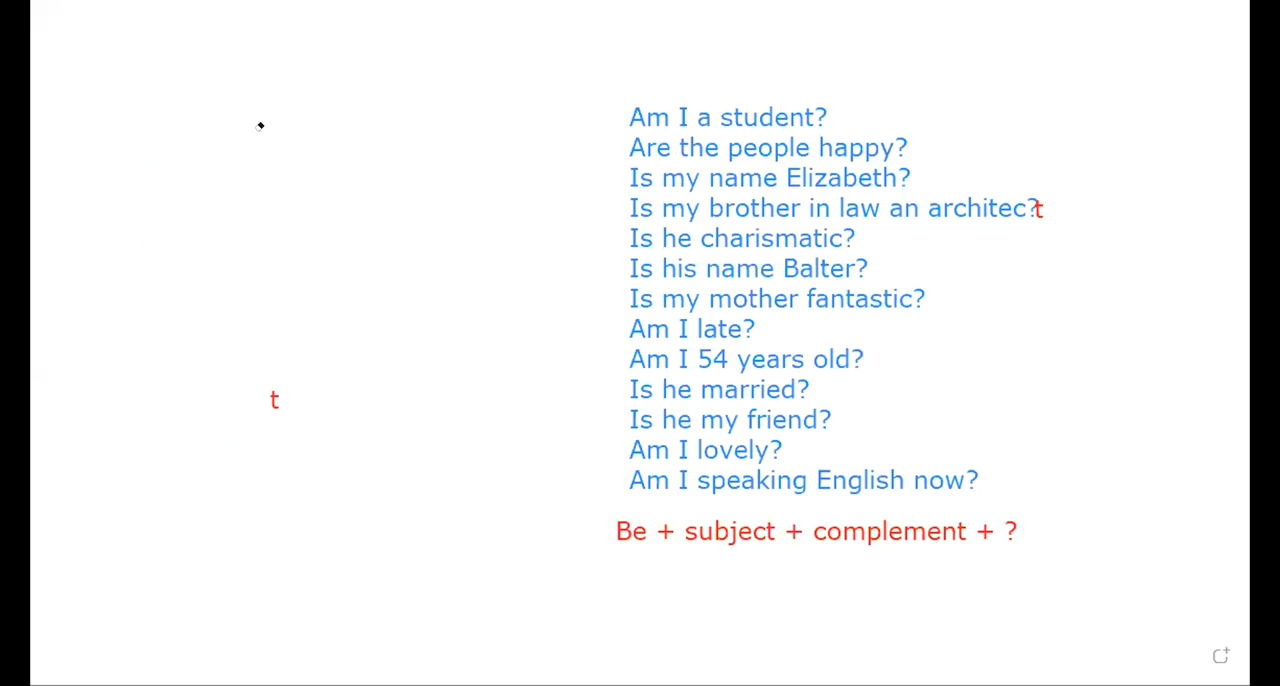 Am I a student?
Are the people happy?
Is my name Elizabeth?
Is my brother in law an architec?t
Is he charismatic?
Is his name Balter?
Is my mother fantastic?
Am I late?
Am I 54 years old?
Is he married?
t
Is he my friend?
Am I lovely?
Am I speaking English now?
Be + subject + complement + ?